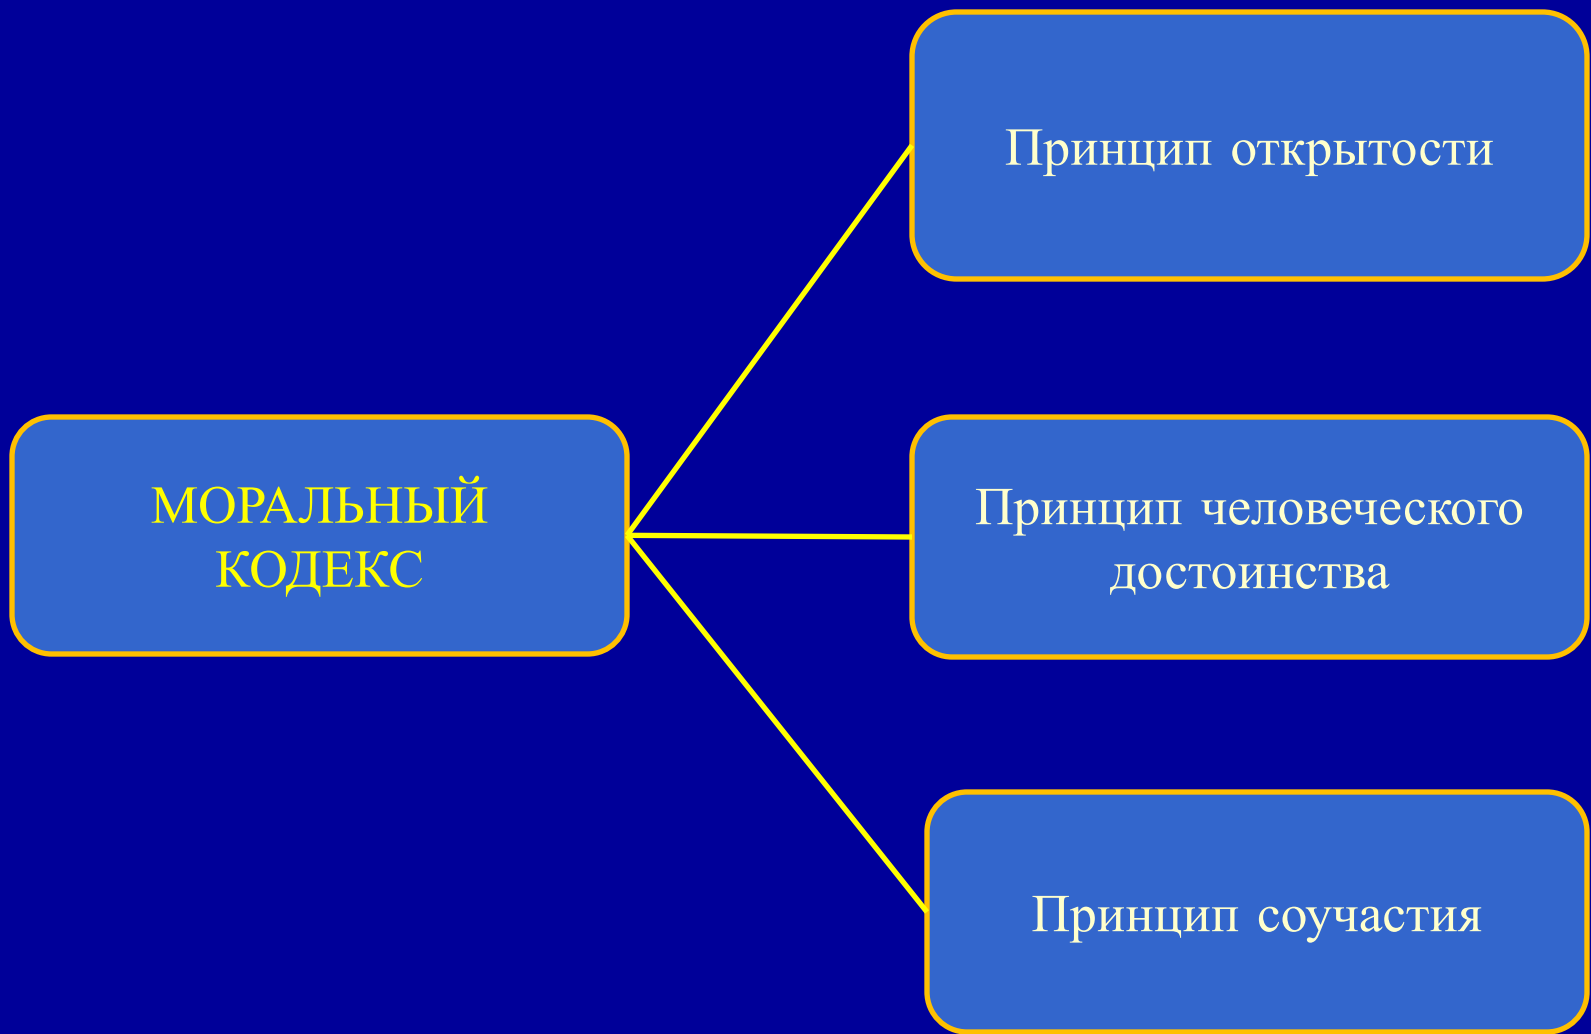 Принцип открытости
МОРАЛЬНЫЙ
КОДЕКС
Принцип человеческого
достоинства
Принцип соучастия